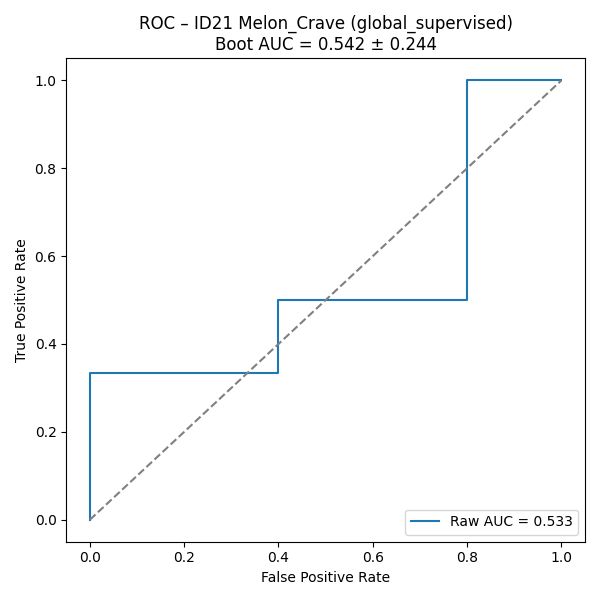 ROC – ID21 Melon_Crave (global_supervised)
Boot AUC = 0.542 ± 0.244
True Positive Rate
1.0
0.8
0.6
0.4
0.2
0.0
Raw AUC = 0.533
0.0 0.2 0.4 0.6 0.8 1.0
False Positive Rate